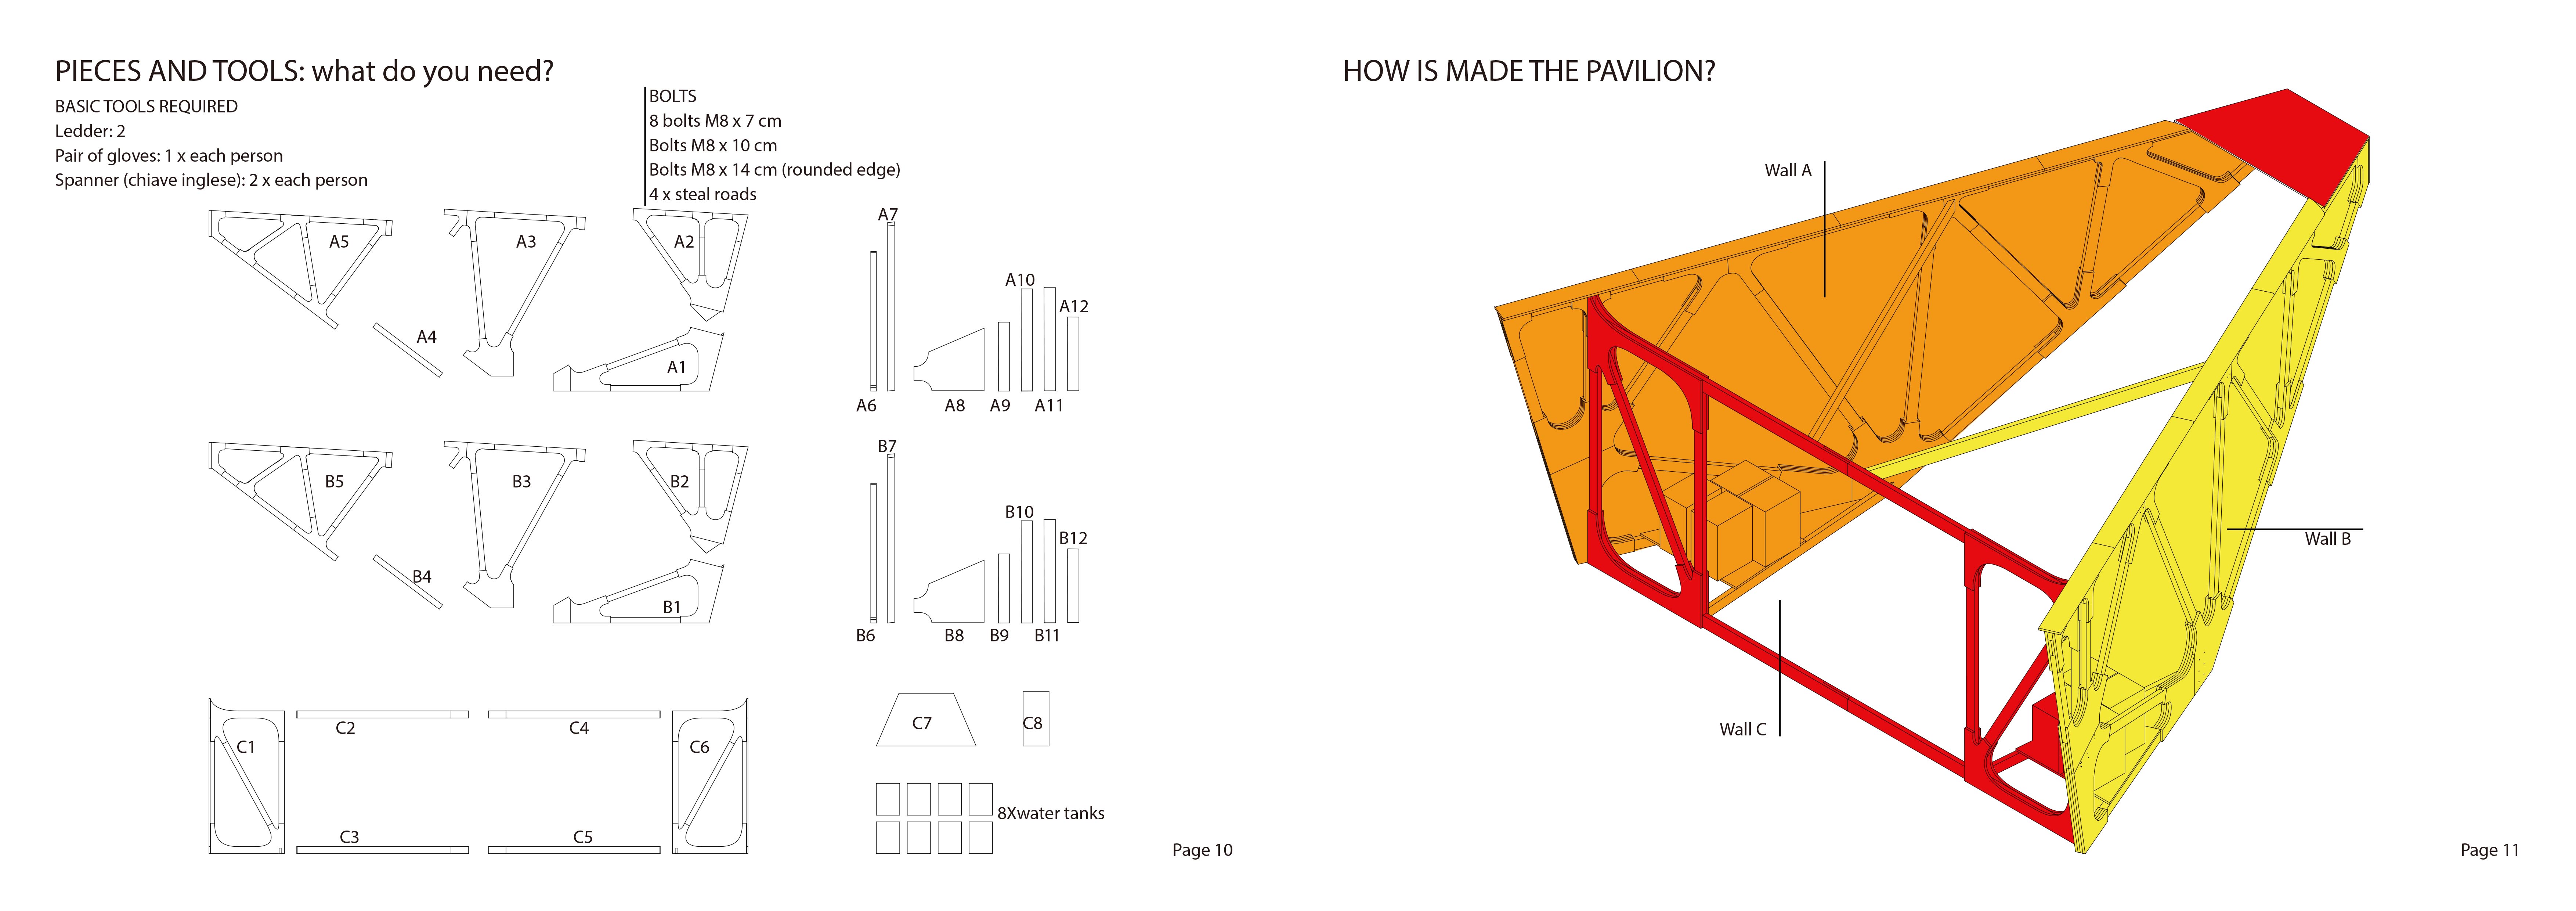 PIECES AND TOOLS: what do you need?
BASIC TOOLS REQUIRED
Ledder: 2
Pair of gloves: 1 x each person
Spanner (chiave inglese): 2 x each person
BOLTS
8 bolts M8 x 7 cm
Bolts M8 x 10 cm
Bolts M8 x 14 cm (rounded edge)
4 x steal roads
A5
A3
A2
A4
A1
A7
A10
A12
A6
A8
A9
A11
B5
B3
B2
B4
B1
B7
B10
B12
B6
B8
B9
B11
C1
C2
C4
C6
C3
C5
C7
C8
8Xwater tanks
Page 10
HOW IS MADE THE PAVILION?
Wall A
Wall B
Wall C
Page 11